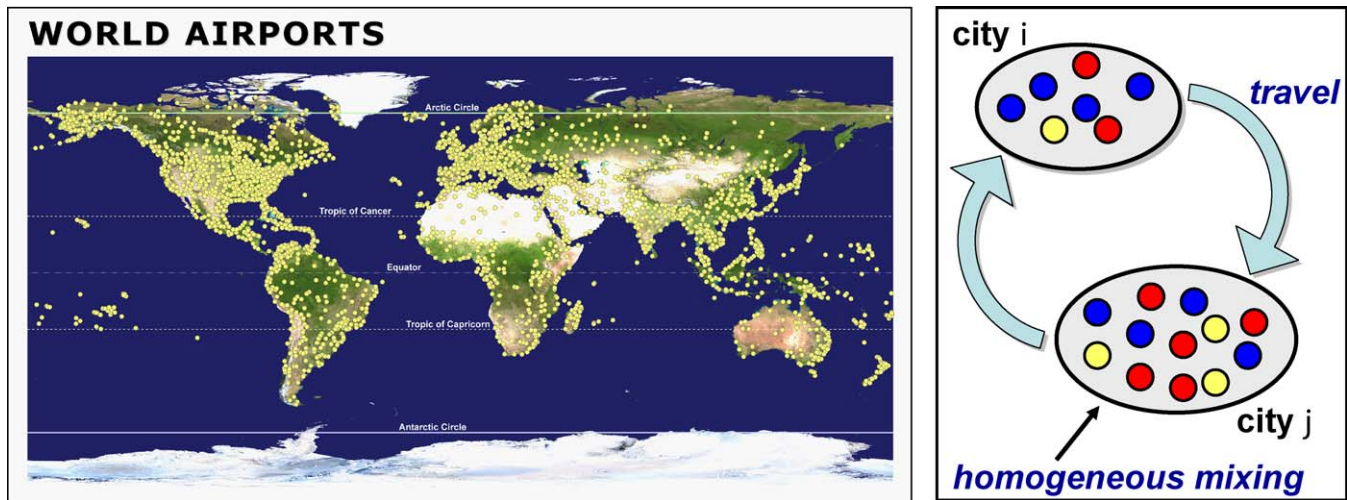 WORLD AIRPORTS
Arctic Circle
Tropic of Cancer
Equator
Tropic of Capricorn
Antarctic Circle
city i
travel
city j
homogeneous mixing